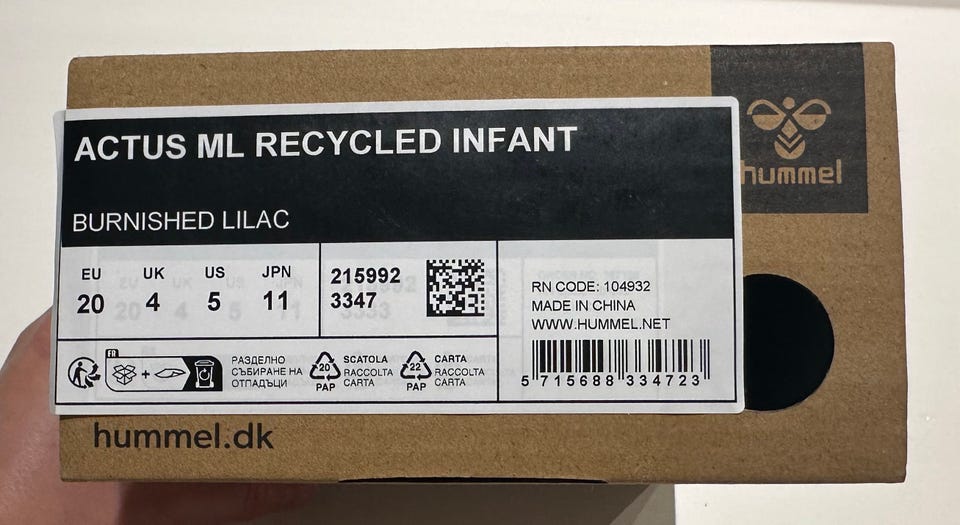 hummel
ACTUS ML RECYCLED INFANT
BURNISHED LILAC
EU UK US JPN
20 4 5 11
215992
3347
RN CODE: 104932
MADE IN CHINA
WWW.HUMMEL.NET
5 715688 334723
FR
РАЗДЕЛНО
СЪБИРАНЕ НА
ОТПАДЪЦИ
20
PAP
SCATOLA
RACCOLTA
CARTA
22
PAP
CARTA
RACCOLTA
CARTA
hummel.dk